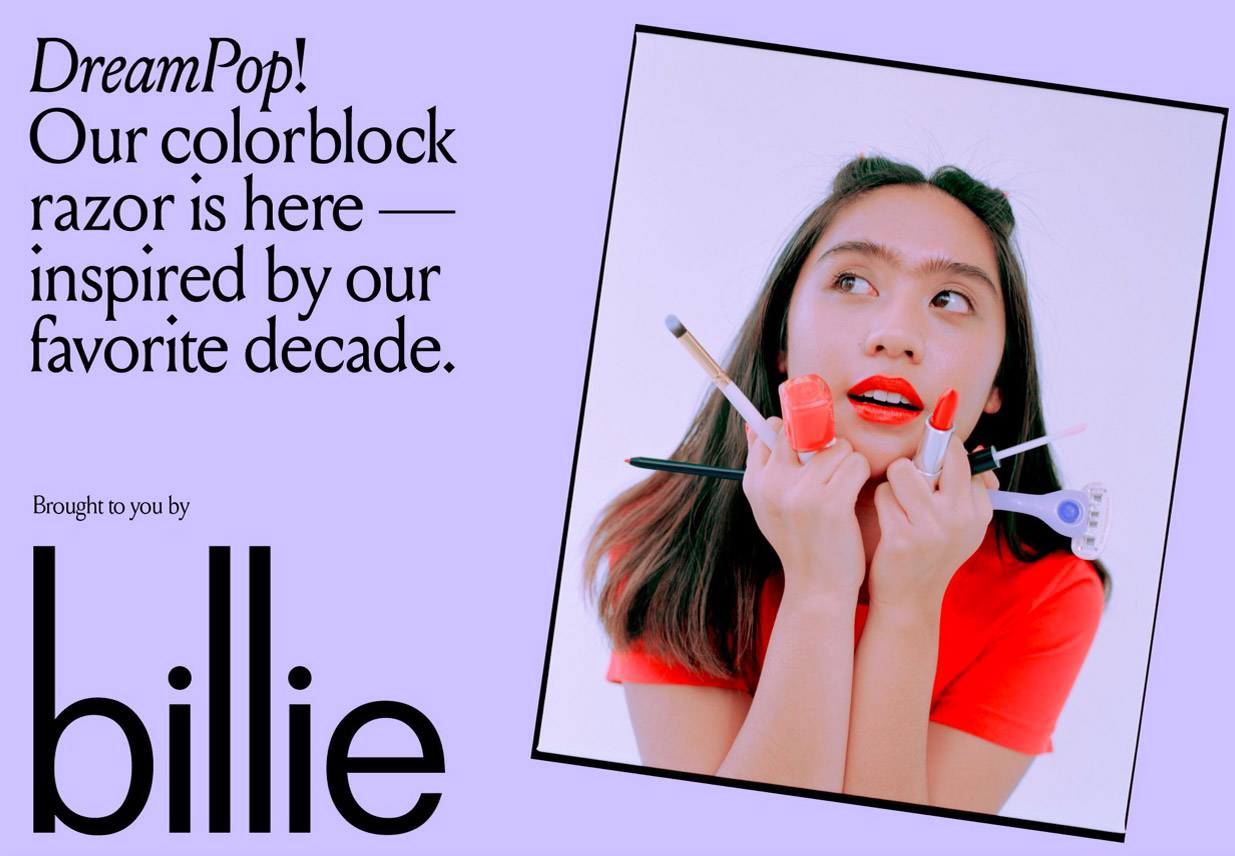 DreamPop!
Our colorblock
razor is here —
inspired by our
favorite decade.
Brought to you by
billie